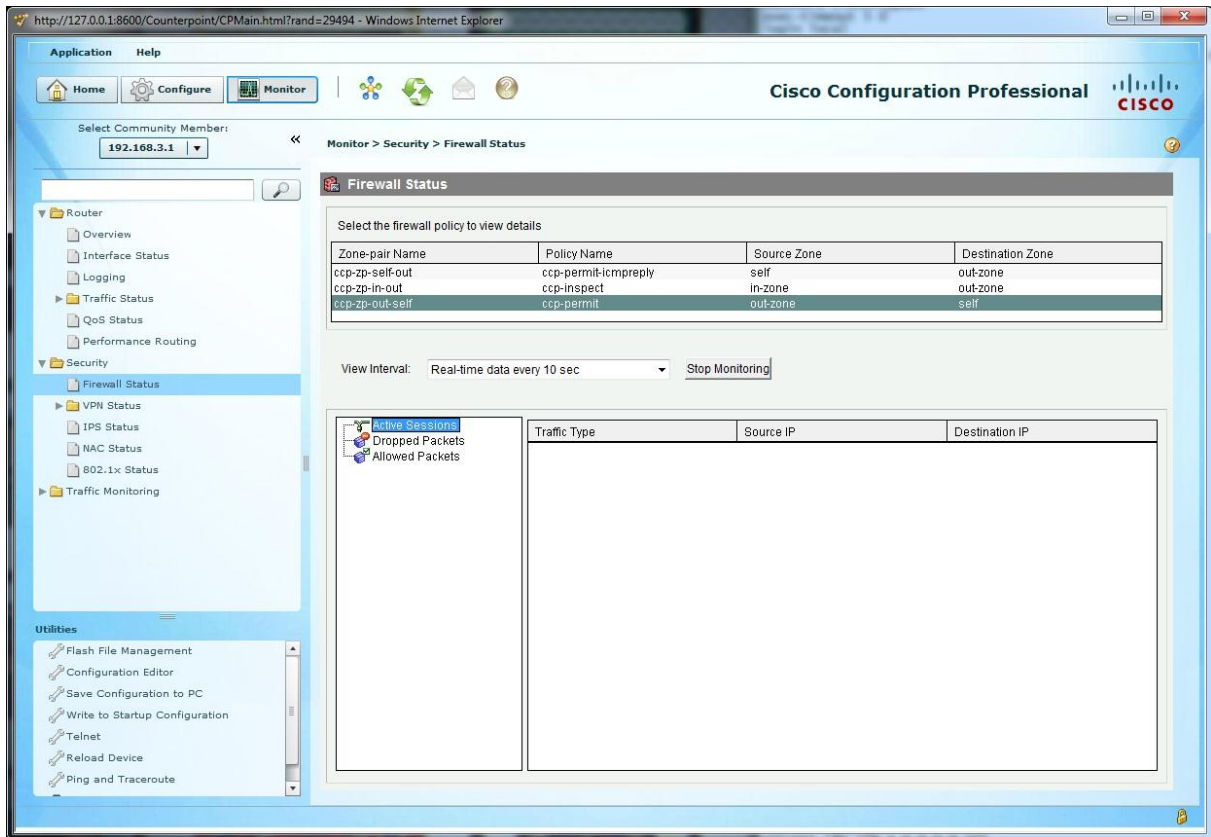 http://127.0.0.1:8600/Counterpoint/CPMain.html?rand=29494 - Windows Internet Explorer
Application Help
Home Configure Monitor
Cisco Configuration Professional
CISCO
Select Community Member:
192.168.3.1
«
Monitor > Security > Firewall Status
Router
Overview
Interface Status
Logging
Traffic Status
QoS Status
Performance Routing
Security
Firewall Status
VPN Status
IPS Status
NAC Status
802.1x Status
Traffic Monitoring
Utilities
Flash File Management
Configuration Editor
Save Configuration to PC
Write to Startup Configuration
Telnet
Reload Device
Ping and Traceroute
Firewall Status
Select the firewall policy to view details
Zone-pair Name Policy Name Source Zone Destination Zone
ccp-zp-self-out ccp-permit-icmpreply self out-zone
ccp-zp-in-out ccp-inspect in-zone out-zone
ccp-zp-out-self ccp-permit out-zone self
View Interval: Real-time data every 10 sec Stop Monitoring
Active Sessions
Dropped Packets
Allowed Packets
Traffic Type Source IP Destination IP